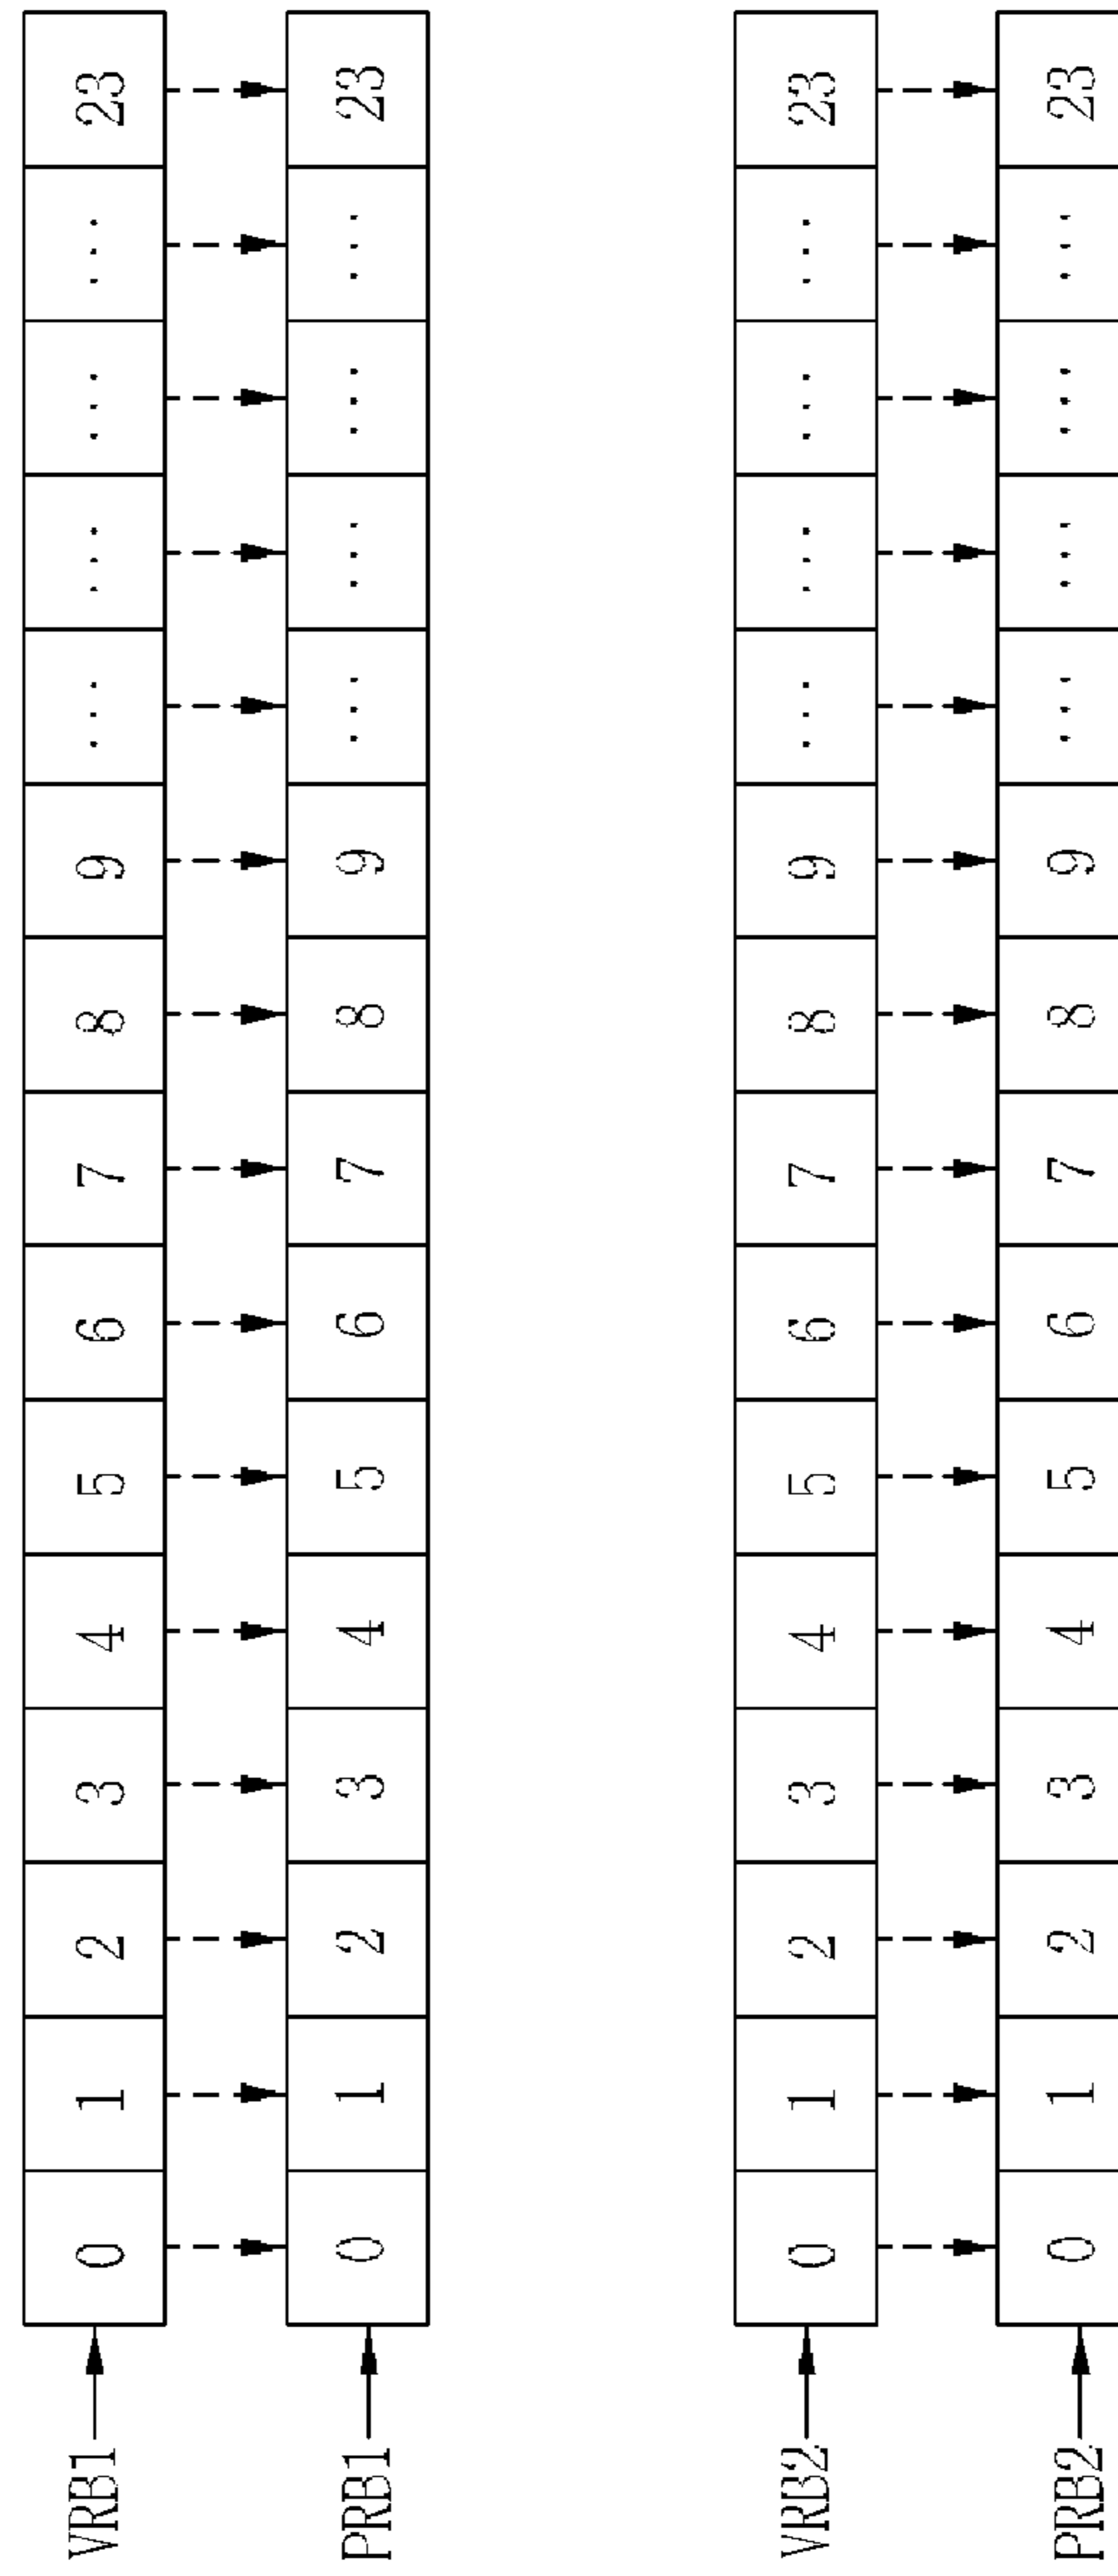 VRB1 0 1 2 3 4 5 6 7 8 9 ... ... ... ... 23
PRB1 0 1 2 3 4 5 6 7 8 9 ... ... ... ... 23
VRB2 0 1 2 3 4 5 6 7 8 9 ... ... ... ... 23
PRB2 0 1 2 3 4 5 6 7 8 9 ... ... ... ... 23